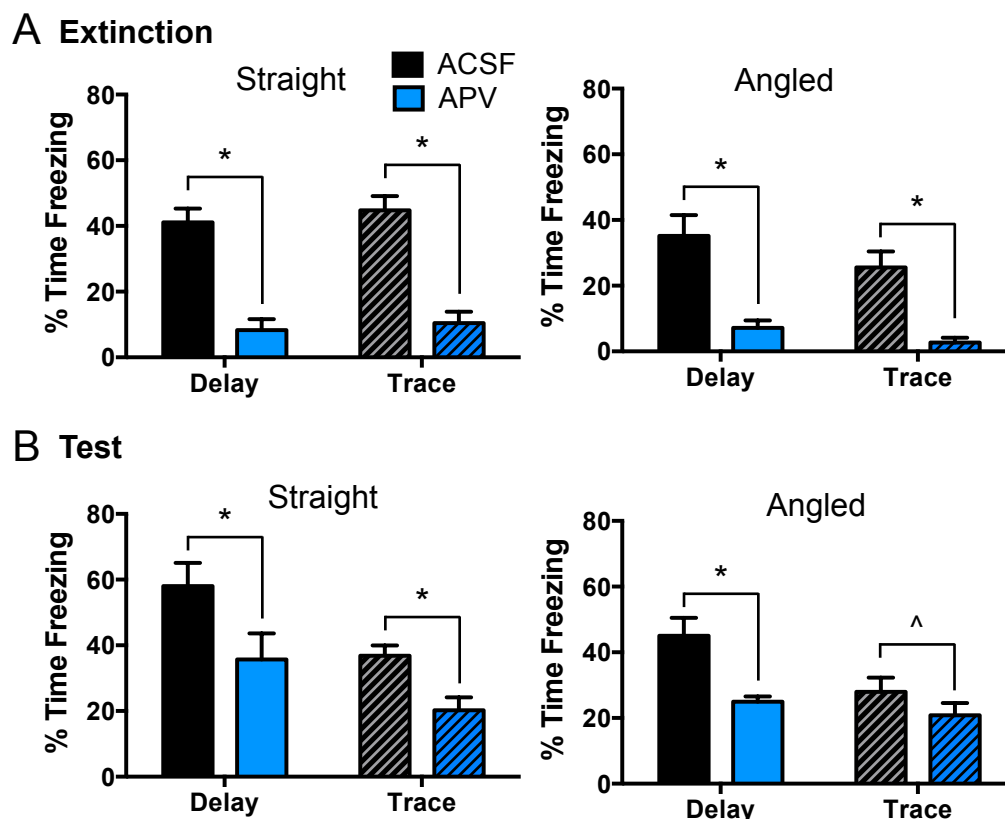 A Extinction
Straight
ACSF
APV
Angled
% Time Freezing
80
60
40
20
0
*
*
Delay
Trace
% Time Freezing
80
60
40
20
0
*
*
Delay
Trace
B Test
Straight
Angled
% Time Freezing
80
60
40
20
0
*
*
Delay
Trace
% Time Freezing
80
60
40
20
0
*
^
Delay
Trace